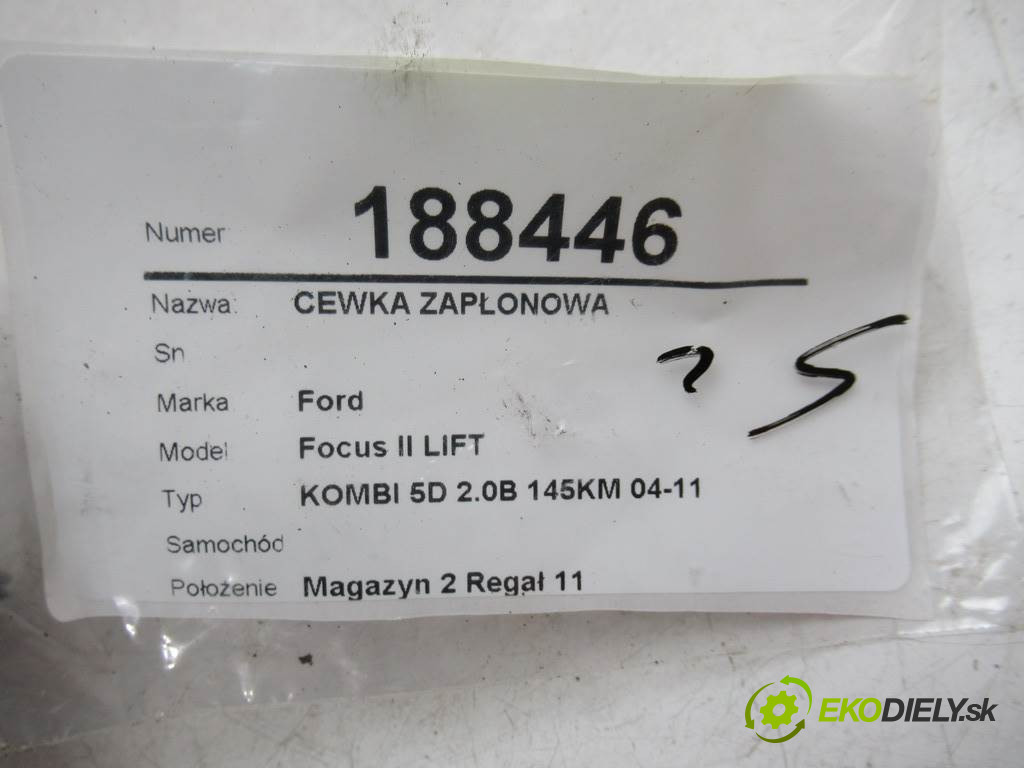 Numer 188446
Nazwa: CEWKA ZAPŁONOWA
Sn
Marka Ford
Model Focus II LIFT
Typ KOMBI 5D 2.0B 145KM 04-11
Samochód
Położenie Magazyn 2 Regał 11
EKODIELY.sk